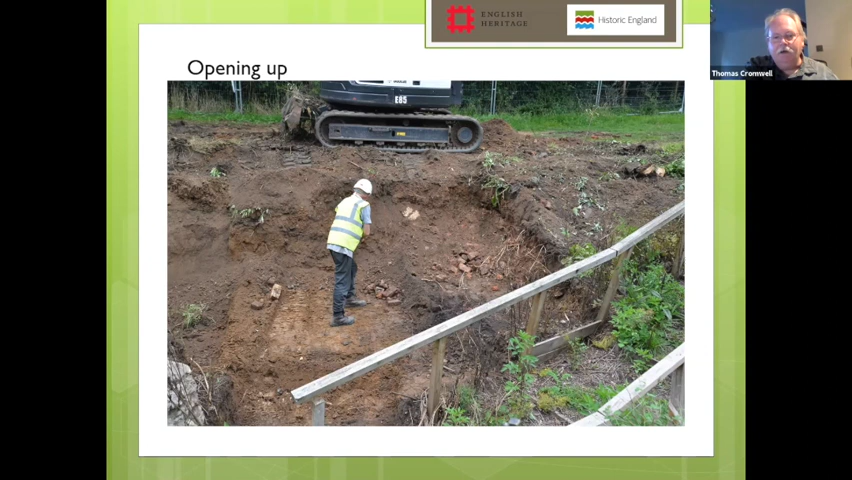 ENGLISH
HERITAGE
Historic England
Thomas Cromwell
Opening up
E85